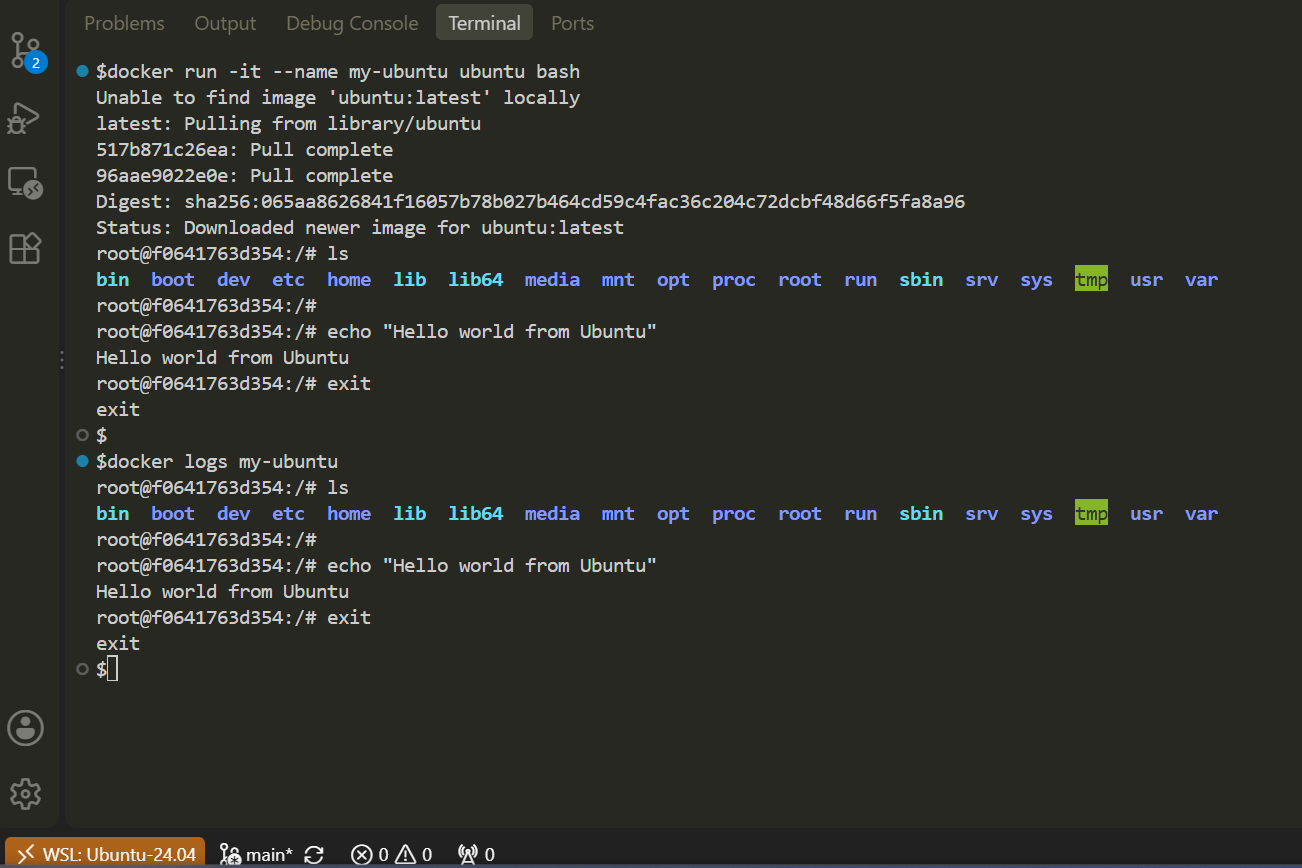 Problems Output Debug Console Terminal Ports
2
$docker run -it --name my-ubuntu ubuntu bash
Unable to find image 'ubuntu:latest' locally
latest: Pulling from library/ubuntu
517b871c26ea: Pull complete
96aae9022e0e: Pull complete
Digest: sha256:065aa8626841f16057b78b027b464cd59c4fac36c204c72dcbf48d66f5fa8a96
Status: Downloaded newer image for ubuntu:latest
root@f0641763d354:/# ls
bin boot dev etc home lib lib64 media mnt opt proc root run sbin srv sys tmp usr var
root@f0641763d354:/#
root@f0641763d354:/# echo "Hello world from Ubuntu"
Hello world from Ubuntu
root@f0641763d354:/# exit
exit
$
$docker logs my-ubuntu
root@f0641763d354:/# ls
bin boot dev etc home lib lib64 media mnt opt proc root run sbin srv sys tmp usr var
root@f0641763d354:/#
root@f0641763d354:/# echo "Hello world from Ubuntu"
Hello world from Ubuntu
root@f0641763d354:/# exit
exit
$
WSL: Ubuntu-24.04 main* 0 0 0